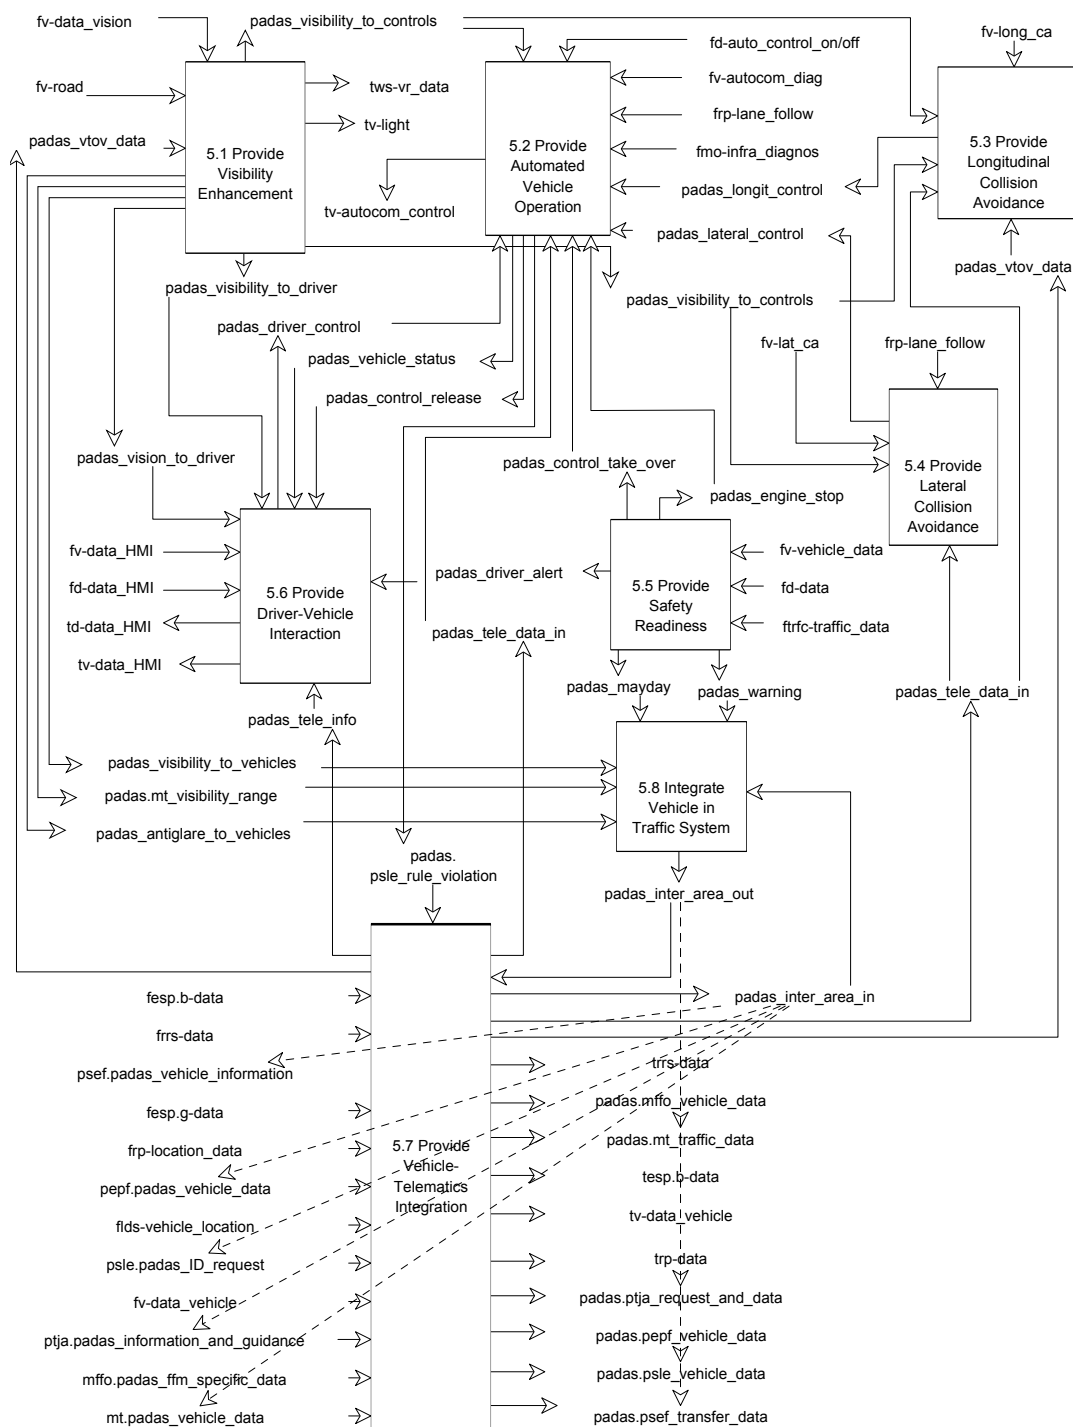 fv-data_vision
padas_visibility_to_controls
fd-auto_control_on/off
fv-long_ca
fv-road
tws-vr_data
fv-autocom_diag
frp-lane_follow
padas_vtov_data
tv-light
5.1 Provide
Visibility
Enhancement
5.2 Provide
Automated
Vehicle
Operation
fmo-infra_diagnos
5.3 Provide
Longitudinal
Collision
Avoidance
padas_longit_control
tv-autocom_control
padas_lateral_control
padas_vtov_data
padas_visibility_to_driver
padas_visibility_to_controls
padas_driver_control
fv-lat_ca
frp-lane_follow
padas_vehicle_status
padas_control_release
padas_vision_to_driver
padas_control_take_over
padas_engine_stop
5.4 Provide
Lateral
Collision
Avoidance
fv-data_HMI
fd-data_HMI
td-data_HMI
tv-data_HMI
5.6 Provide
Driver-Vehicle
Interaction
padas_driver_alert
padas_tele_data_in
5.5 Provide
Safety
Readiness
fv-vehicle_data
fd-data
ftrfc-traffic_data
padas_mayday
padas_warning
padas_tele_data_in
padas_tele_info
padas_visibility_to_vehicles
padas.mt_visibility_range
padas_antiglare_to_vehicles
5.8 Integrate
Vehicle in
Traffic System
padas.
psle_rule_violation
padas_inter_area_out
padas_inter_area_in
fesp.b-data
frrs-data
psef.padas_vehicle_information
fesp.g-data
frp-location_data
pepf.padas_vehicle_data
flds-vehicle_location
psle.padas_ID_request
fv-data_vehicle
ptja.padas_information_and_guidance
mffo.padas_ffm_specific_data
mt.padas_vehicle_data
5.7 Provide
Vehicle-
Telematics
Integration
trrs-data
padas.mffo_vehicle_data
padas.mt_traffic_data
tesp.b-data
tv-data_vehicle
trp-data
padas.ptja_request_and_data
padas.pepf_vehicle_data
padas.psle_vehicle_data
padas.psef_transfer_data